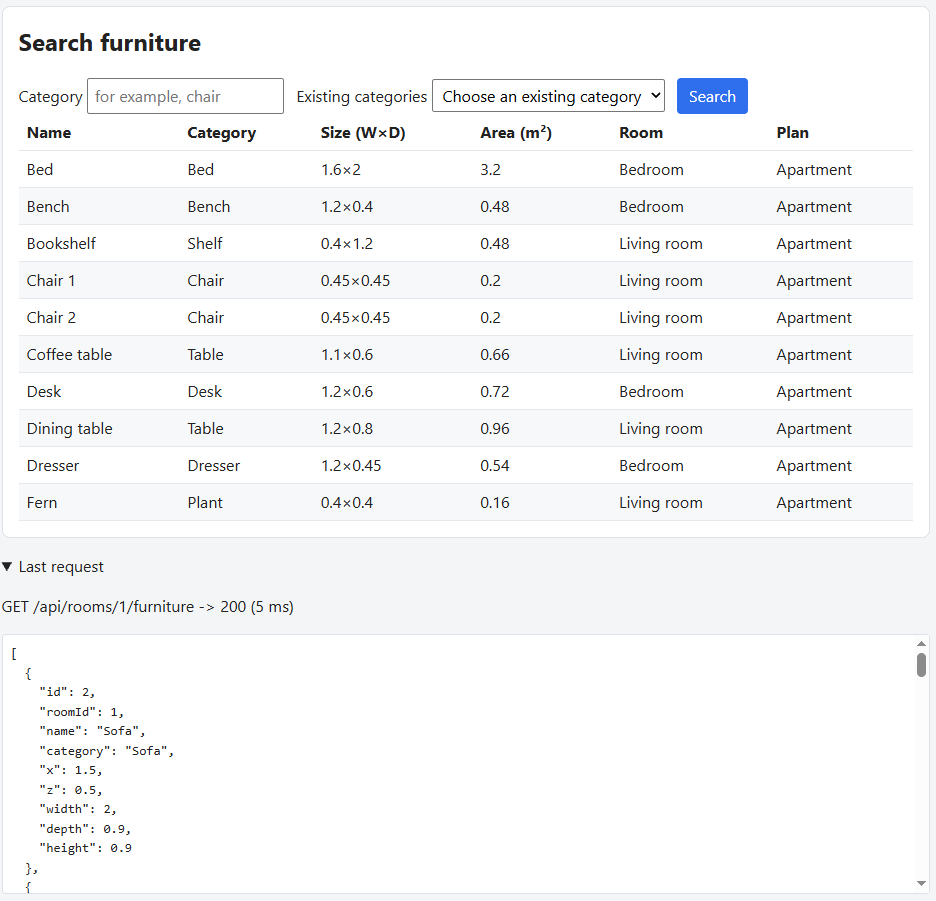 Search furniture
Category for example, chair Existing categories Choose an existing category Search
Name Category Size (W×D) Area (m²) Room Plan
Bed Bed 1.6×2 3.2 Bedroom Apartment
Bench Bench 1.2×0.4 0.48 Bedroom Apartment
Bookshelf Shelf 0.4×1.2 0.48 Living room Apartment
Chair 1 Chair 0.45×0.45 0.2 Living room Apartment
Chair 2 Chair 0.45×0.45 0.2 Living room Apartment
Coffee table Table 1.1×0.6 0.66 Living room Apartment
Desk Desk 1.2×0.6 0.72 Bedroom Apartment
Dining table Table 1.2×0.8 0.96 Living room Apartment
Dresser Dresser 1.2×0.45 0.54 Bedroom Apartment
Fern Plant 0.4×0.4 0.16 Living room Apartment
▼ Last request
GET /api/rooms/1/furniture -> 200 (5 ms)
[
  {
    "id": 2,
    "roomId": 1,
    "name": "Sofa",
    "category": "Sofa",
    "x": 1.5,
    "z": 0.5,
    "width": 2,
    "depth": 0.9,
    "height": 0.9
  },
  {